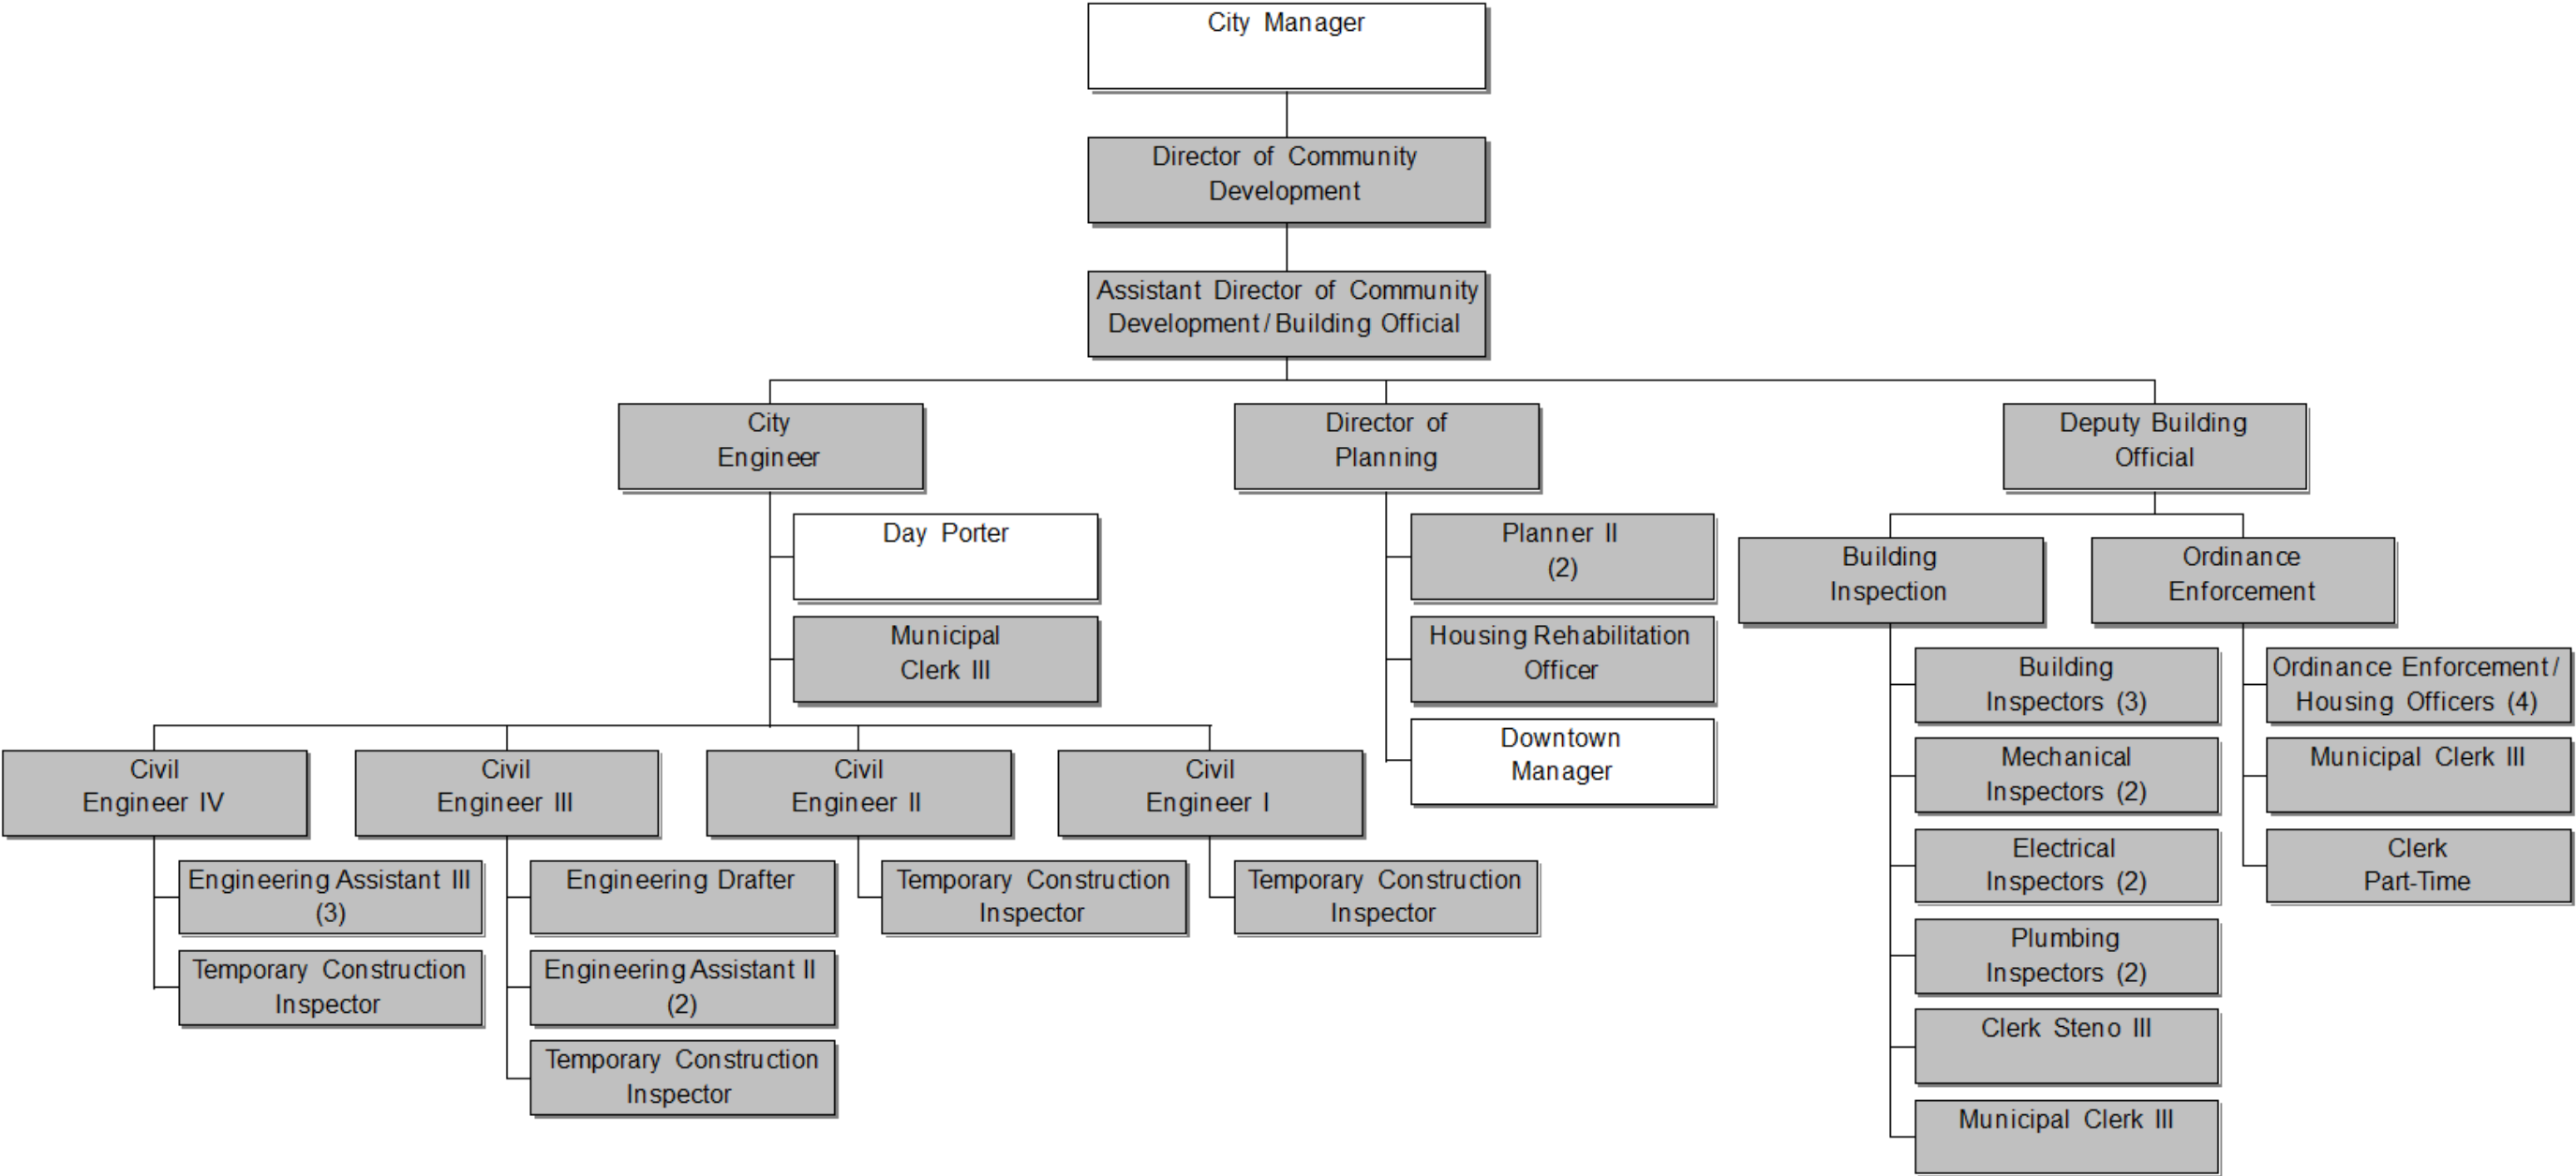 City Manager
Director of Community
Development
Assistant Director of Community
Development / Building Official
City
Engineer
Director of
Planning
Deputy Building
Official
Day Porter
Municipal
Clerk III
Planner II
(2)
Housing Rehabilitation
Officer
Downtown
Manager
Building
Inspection
Ordinance
Enforcement
Building
Inspectors (3)
Mechanical
Inspectors (2)
Electrical
Inspectors (2)
Plumbing
Inspectors (2)
Clerk Steno III
Municipal Clerk III
Ordinance Enforcement /
Housing Officers (4)
Municipal Clerk III
Clerk
Part-Time
Civil
Engineer IV
Civil
Engineer III
Civil
Engineer II
Civil
Engineer I
Engineering Assistant III
(3)
Temporary Construction
Inspector
Engineering Drafter
Engineering Assistant II
(2)
Temporary Construction
Inspector
Temporary Construction
Inspector
Temporary Construction
Inspector